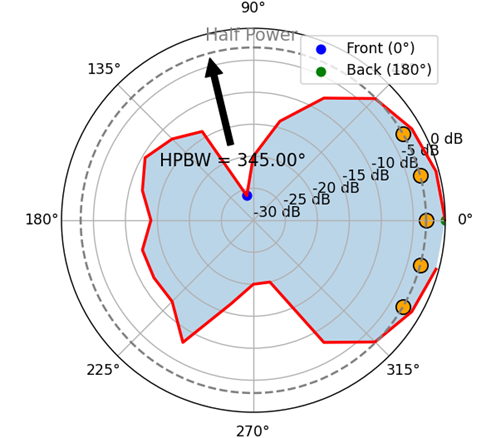 90°
Half Power
Front (0°)
Back (180°)
135°
0 dB
-5 dB
-10 dB
-15 dB
-20 dB
-25 dB
-30 dB
HPBW = 345.00°
180°
0°
225°
315°
270°